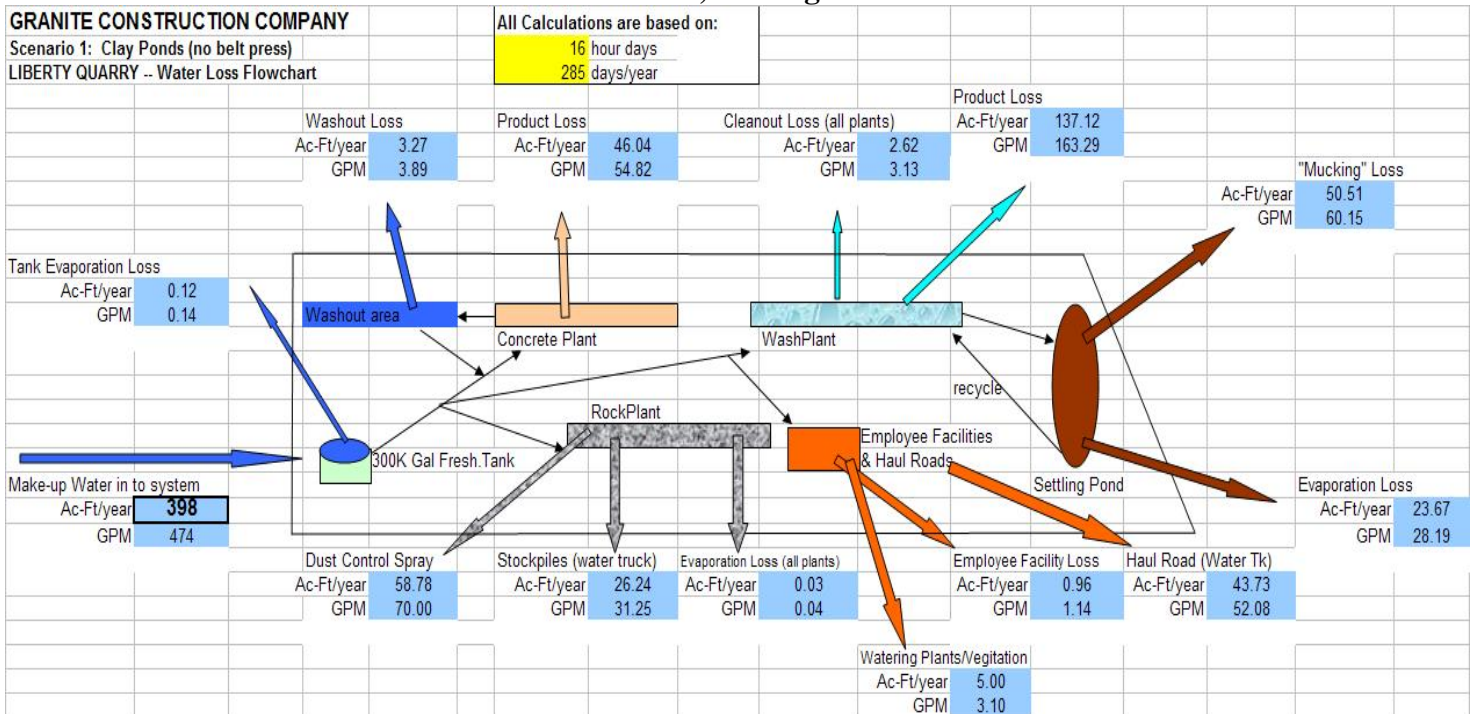 GRANITE CONSTRUCTION COMPANY
Scenario 1: Clay Ponds (no belt press)
LIBERTY QUARRY -- Water Loss Flowchart
All Calculations are based on:
16 hour days
285 days/year
Washout Loss
Ac-Ft/year 3.27
GPM 3.89
Product Loss
Ac-Ft/year 46.04
GPM 54.82
Cleanout Loss (all plants)
Ac-Ft/year 2.62
GPM 3.13
Product Loss
Ac-Ft/year 137.12
GPM 163.29
"Mucking" Loss
Ac-Ft/year 50.51
GPM 60.15
Tank Evaporation Loss
Ac-Ft/year 0.12
GPM 0.14
Washout area
Concrete Plant
WashPlant
recycle
RockPlant
300K Gal Fresh.Tank
Employee Facilities
& Haul Roads
Settling Pond
Make-up Water in to system
Ac-Ft/year 398
GPM 474
Evaporation Loss
Ac-Ft/year 23.67
GPM 28.19
Dust Control Spray
Ac-Ft/year 58.78
GPM 70.00
Stockpiles (water truck)
Ac-Ft/year 26.24
GPM 31.25
Evaporation Loss (all plants)
Ac-Ft/year 0.03
GPM 0.04
Employee Facility Loss
Ac-Ft/year 0.96
GPM 1.14
Haul Road (Water Tk)
Ac-Ft/year 43.73
GPM 52.08
Watering Plants/Vegitation
Ac-Ft/year 5.00
GPM 3.10